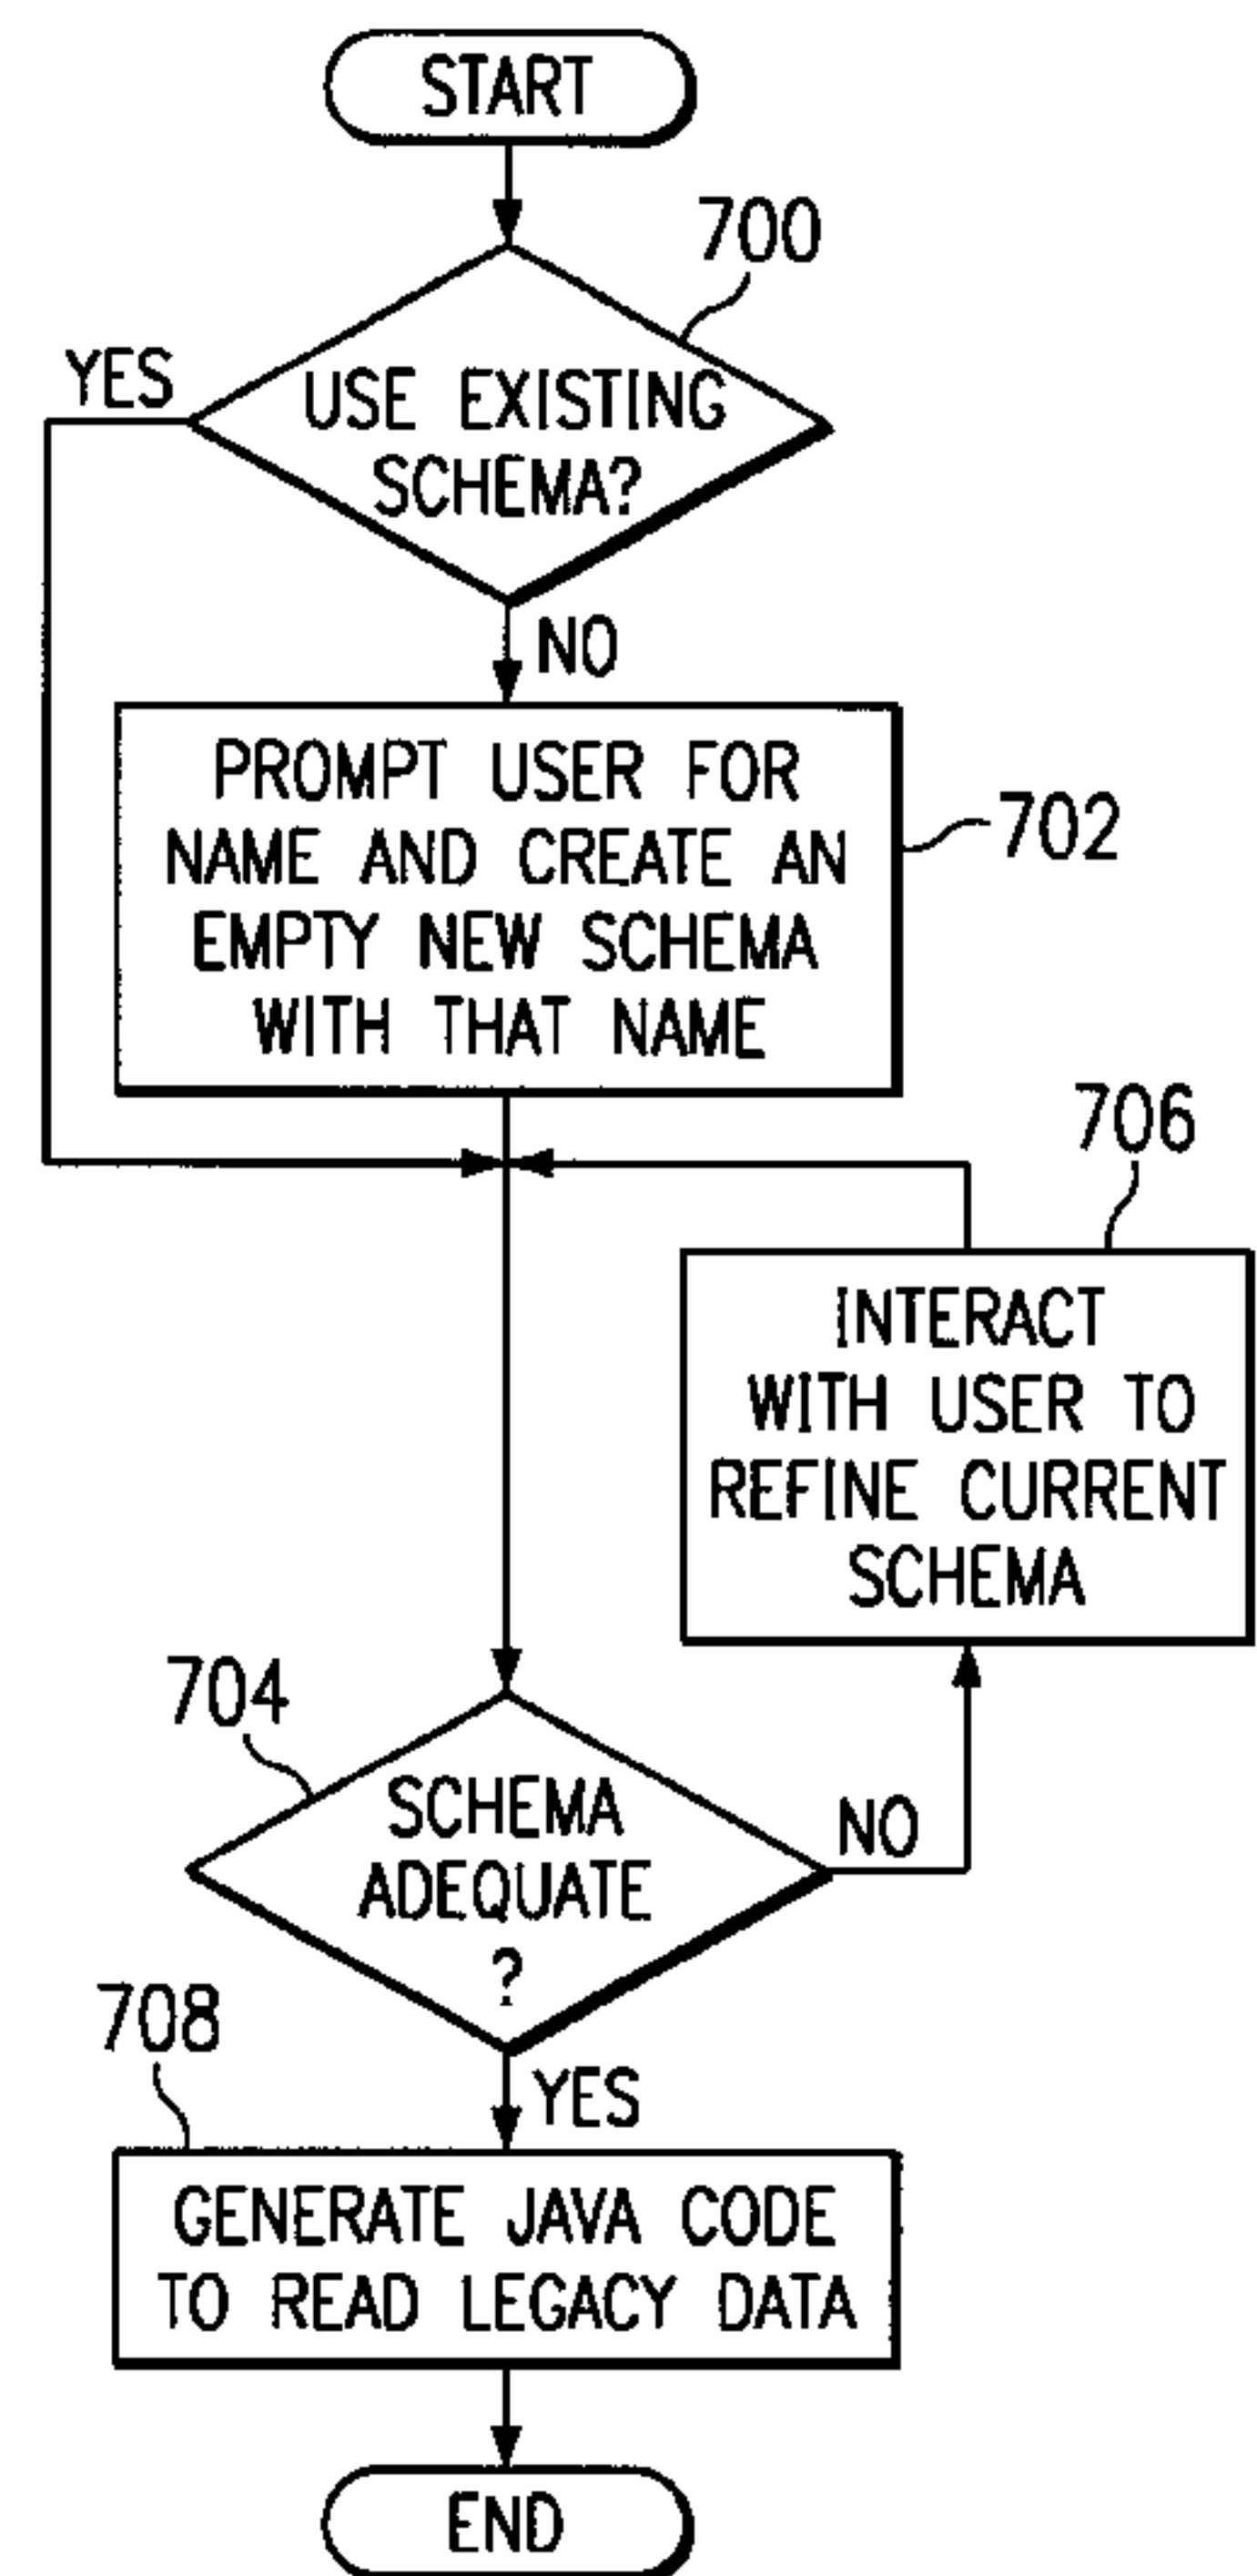 START
700
YES
USE EXISTING
SCHEMA?
NO
PROMPT USER FOR
NAME AND CREATE AN
EMPTY NEW SCHEMA
WITH THAT NAME
702
706
INTERACT
WITH USER TO
REFINE CURRENT
SCHEMA
704
SCHEMA
ADEQUATE
?
NO
708
YES
GENERATE JAVA CODE
TO READ LEGACY DATA
END